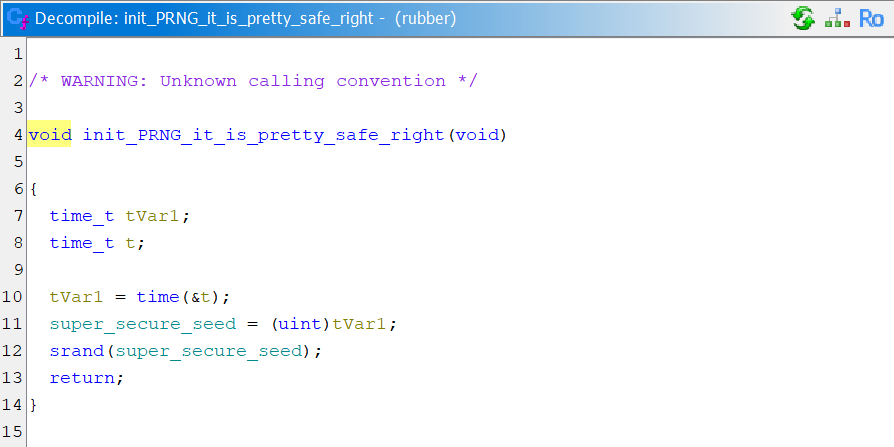 Decompile: init_PRNG_it_is_pretty_safe_right - (rubber)
Ro
1
2 /* WARNING: Unknown calling convention */
3
4 void init_PRNG_it_is_pretty_safe_right(void)
5
6 {
7 time_t tVar1;
8 time_t t;
9
10 tVar1 = time(&t);
11 super_secure_seed = (uint)tVar1;
12 srand(super_secure_seed);
13 return;
14 }
15